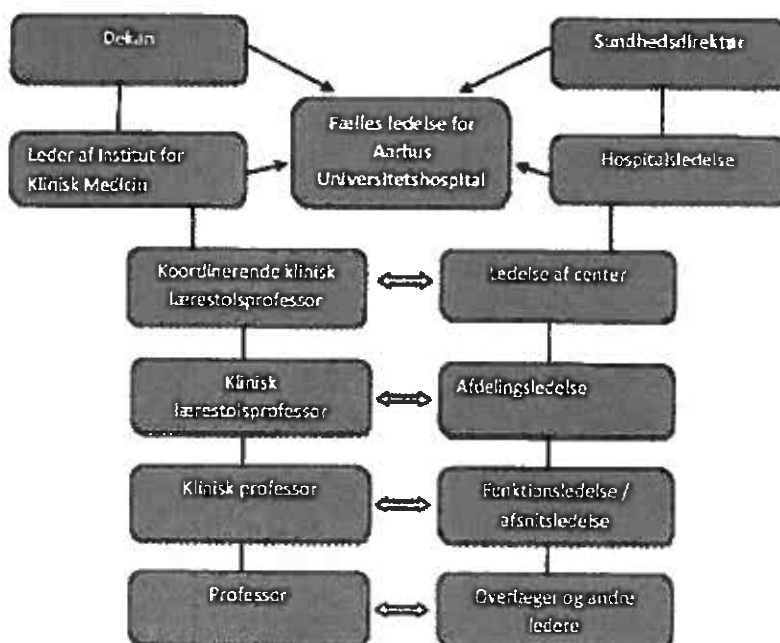 Dekan
Sundhedsdirektør
Fælles ledelse for
Aarhus
Universitetshospital
Leder af Institut for
Klinisk Medicin
Hospitalsledelse
Koordinerende klinisk
lærestolsprofessor
Ledelse af center
Klinisk
lærestolsprofessor
Afdelingsledelse
Klinisk professor
Funktionsledelse /
afsnitsledelse
Professor
Overlæger og andre
ledere